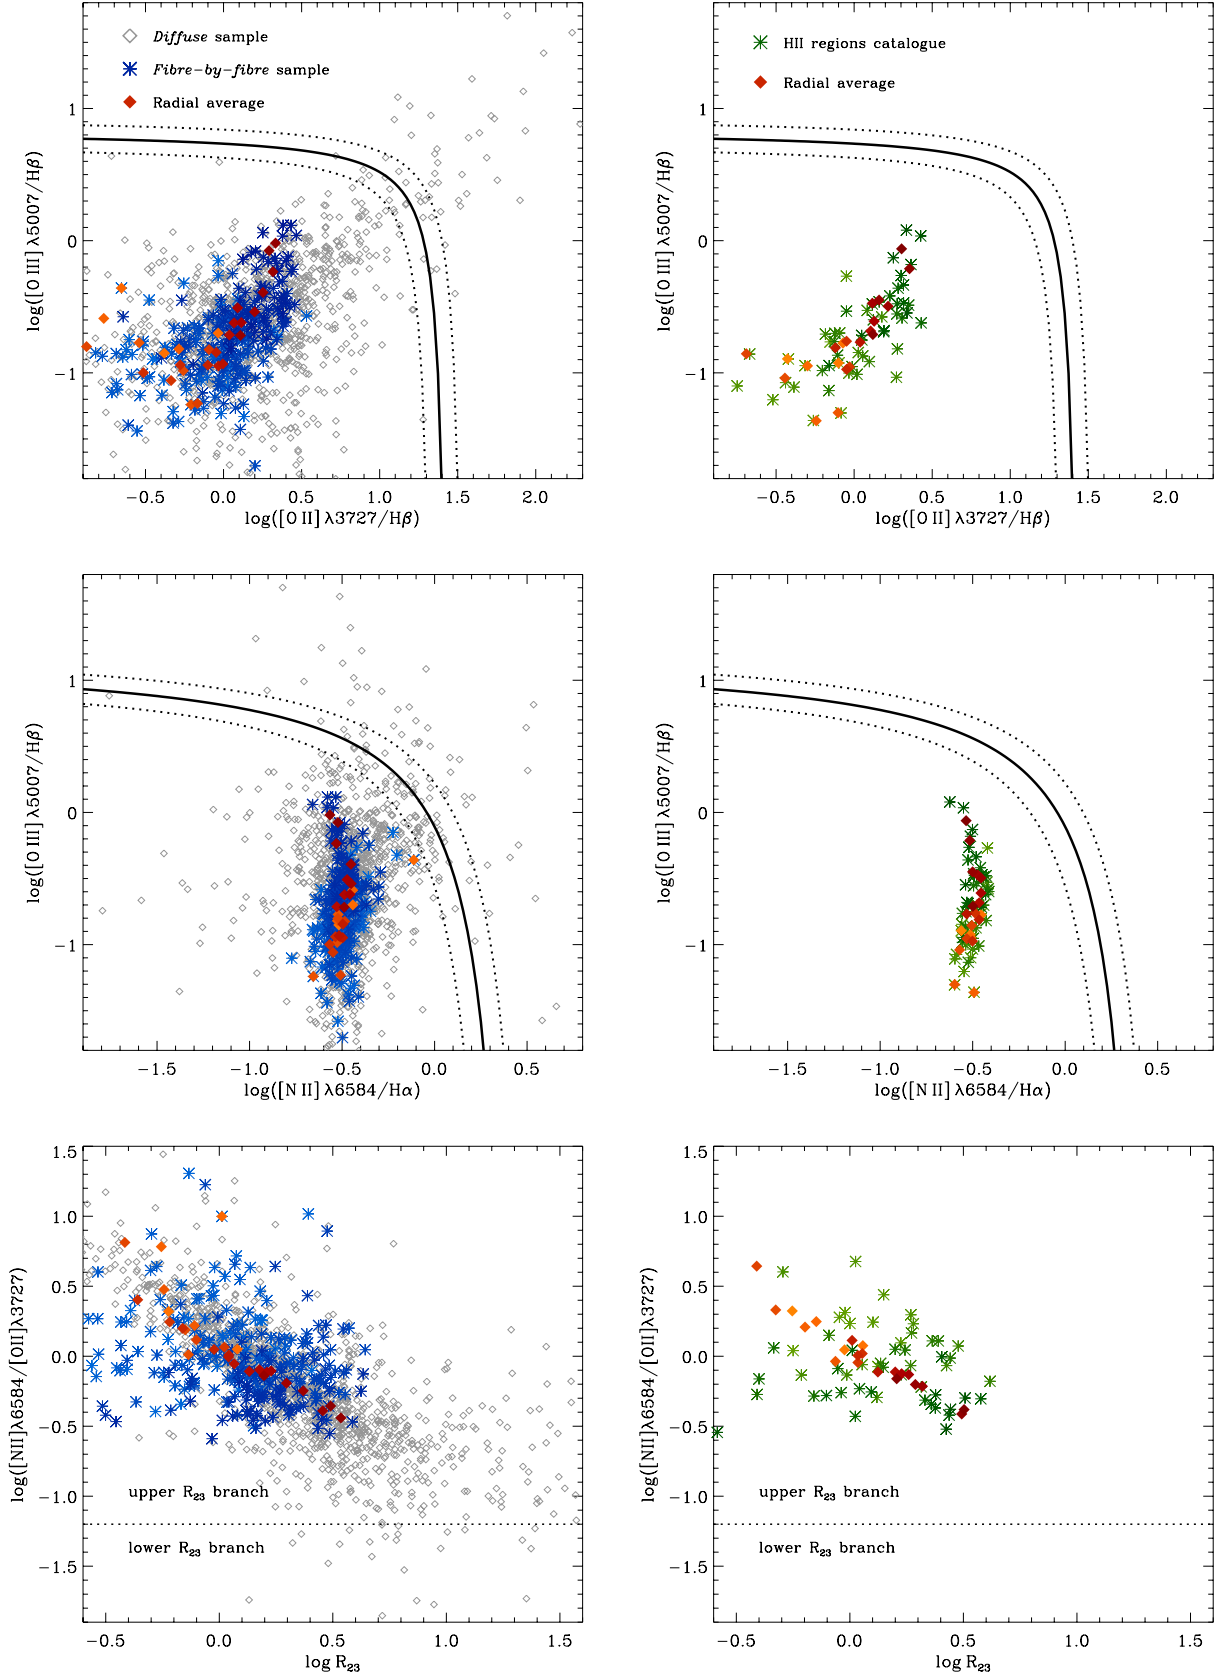 Diffuse sample
Fibre-by-fibre sample
Radial average
1
0
−1
log([O III] λ5007/Hβ)
−0.5 0.0 0.5 1.0 1.5 2.0
log([O II] λ3727/Hβ)
HII regions catalogue
Radial average
1
0
−1
log([O III] λ5007/Hβ)
−0.5 0.0 0.5 1.0 1.5 2.0
log([O II] λ3727/Hβ)
1
0
−1
log([O III] λ5007/Hβ)
−1.5 −1.0 −0.5 0.0 0.5
log([N II] λ6584/Hα)
1
0
−1
log([O III] λ5007/Hβ)
−1.5 −1.0 −0.5 0.0 0.5
log([N II] λ6584/Hα)
1.5
1.0
0.5
0.0
−0.5
−1.0
−1.5
log([NII]λ6584/[OII]λ3727)
upper R23 branch
lower R23 branch
−0.5 0.0 0.5 1.0 1.5
log R23
1.5
1.0
0.5
0.0
−0.5
−1.0
−1.5
log([NII]λ6584/[OII]λ3727)
upper R23 branch
lower R23 branch
−0.5 0.0 0.5 1.0 1.5
log R23